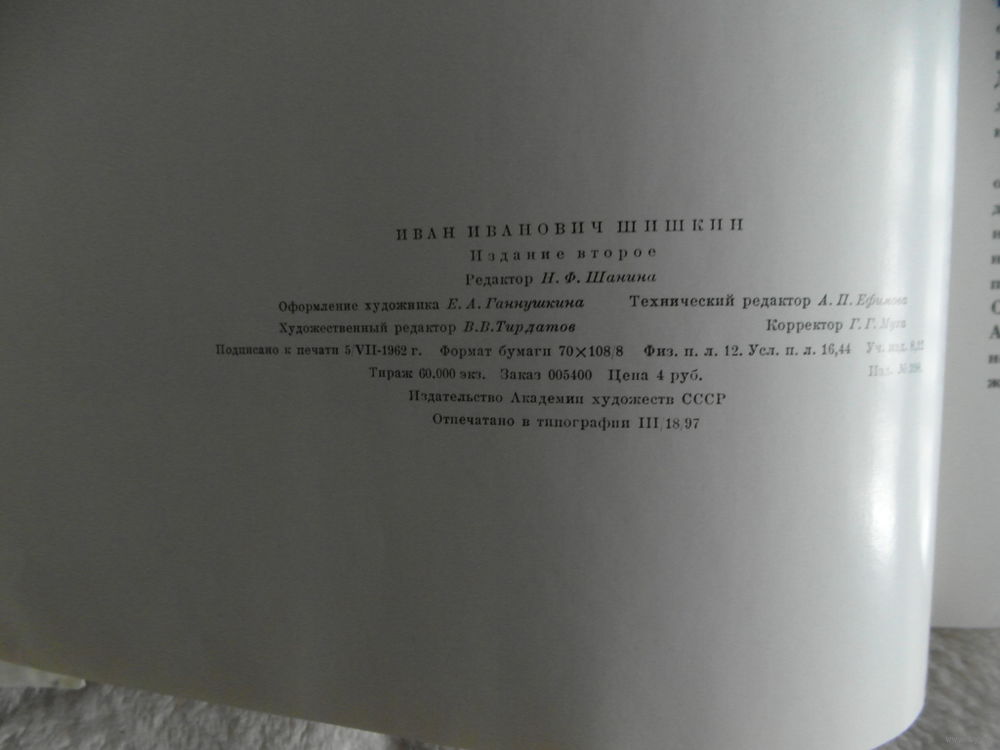 ИВАН ИВАНОВИЧ ШИШКИН
Издание второе
Редактор Н. Ф. Шанина
Оформление художника Е. А. Ганнушкина Технический редактор А. П. Ефимова
Художественный редактор В.В.Тирдатов Корректор Г. Г.
Подписано к печати 5/VII-1962 г. Формат бумаги 70×108/8 Физ. п. л. 12. Усл. п. л. 16,44
Тираж 60.000 экз. Заказ 005400 Цена 4 руб.
Издательство Академии художеств СССР
Отпечатано в типографии III/18/97